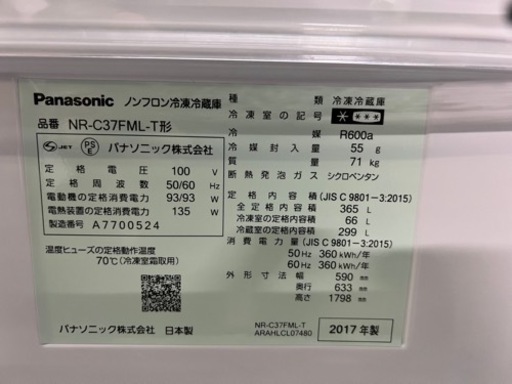 Panasonic ノンフロン冷凍冷蔵庫
品番 NR-C37FML-T形
JET PSE パナソニック株式会社
定格電圧 100 V
定格周波数 50/60 Hz
電動機の定格消費電力 93/93 W
電熱装置の定格消費電力 135 W
製造番号 A7700524
温度ヒューズの定格動作温度
70℃(冷凍室霜取用)
パナソニック株式会社 日本製
種類 冷凍冷蔵庫
冷凍室の記号
冷媒 R600a
冷媒封入量 55 g
質量 71 kg
断熱発泡ガス シクロペンタン
定格内容積(JIS C 9801-3:2015)
全定格内容積 365 L
冷凍室の定格内容積 66 L
冷蔵室の定格内容積 299 L
消費電力量(JIS C 9801-3:2015)
50Hz 360 kWh/年
60Hz 360 kWh/年
外形寸法 幅 590 mm
奥行 633 mm
高さ 1798 mm
NR-C37FML-T
ARAHLCL07480
2017年製